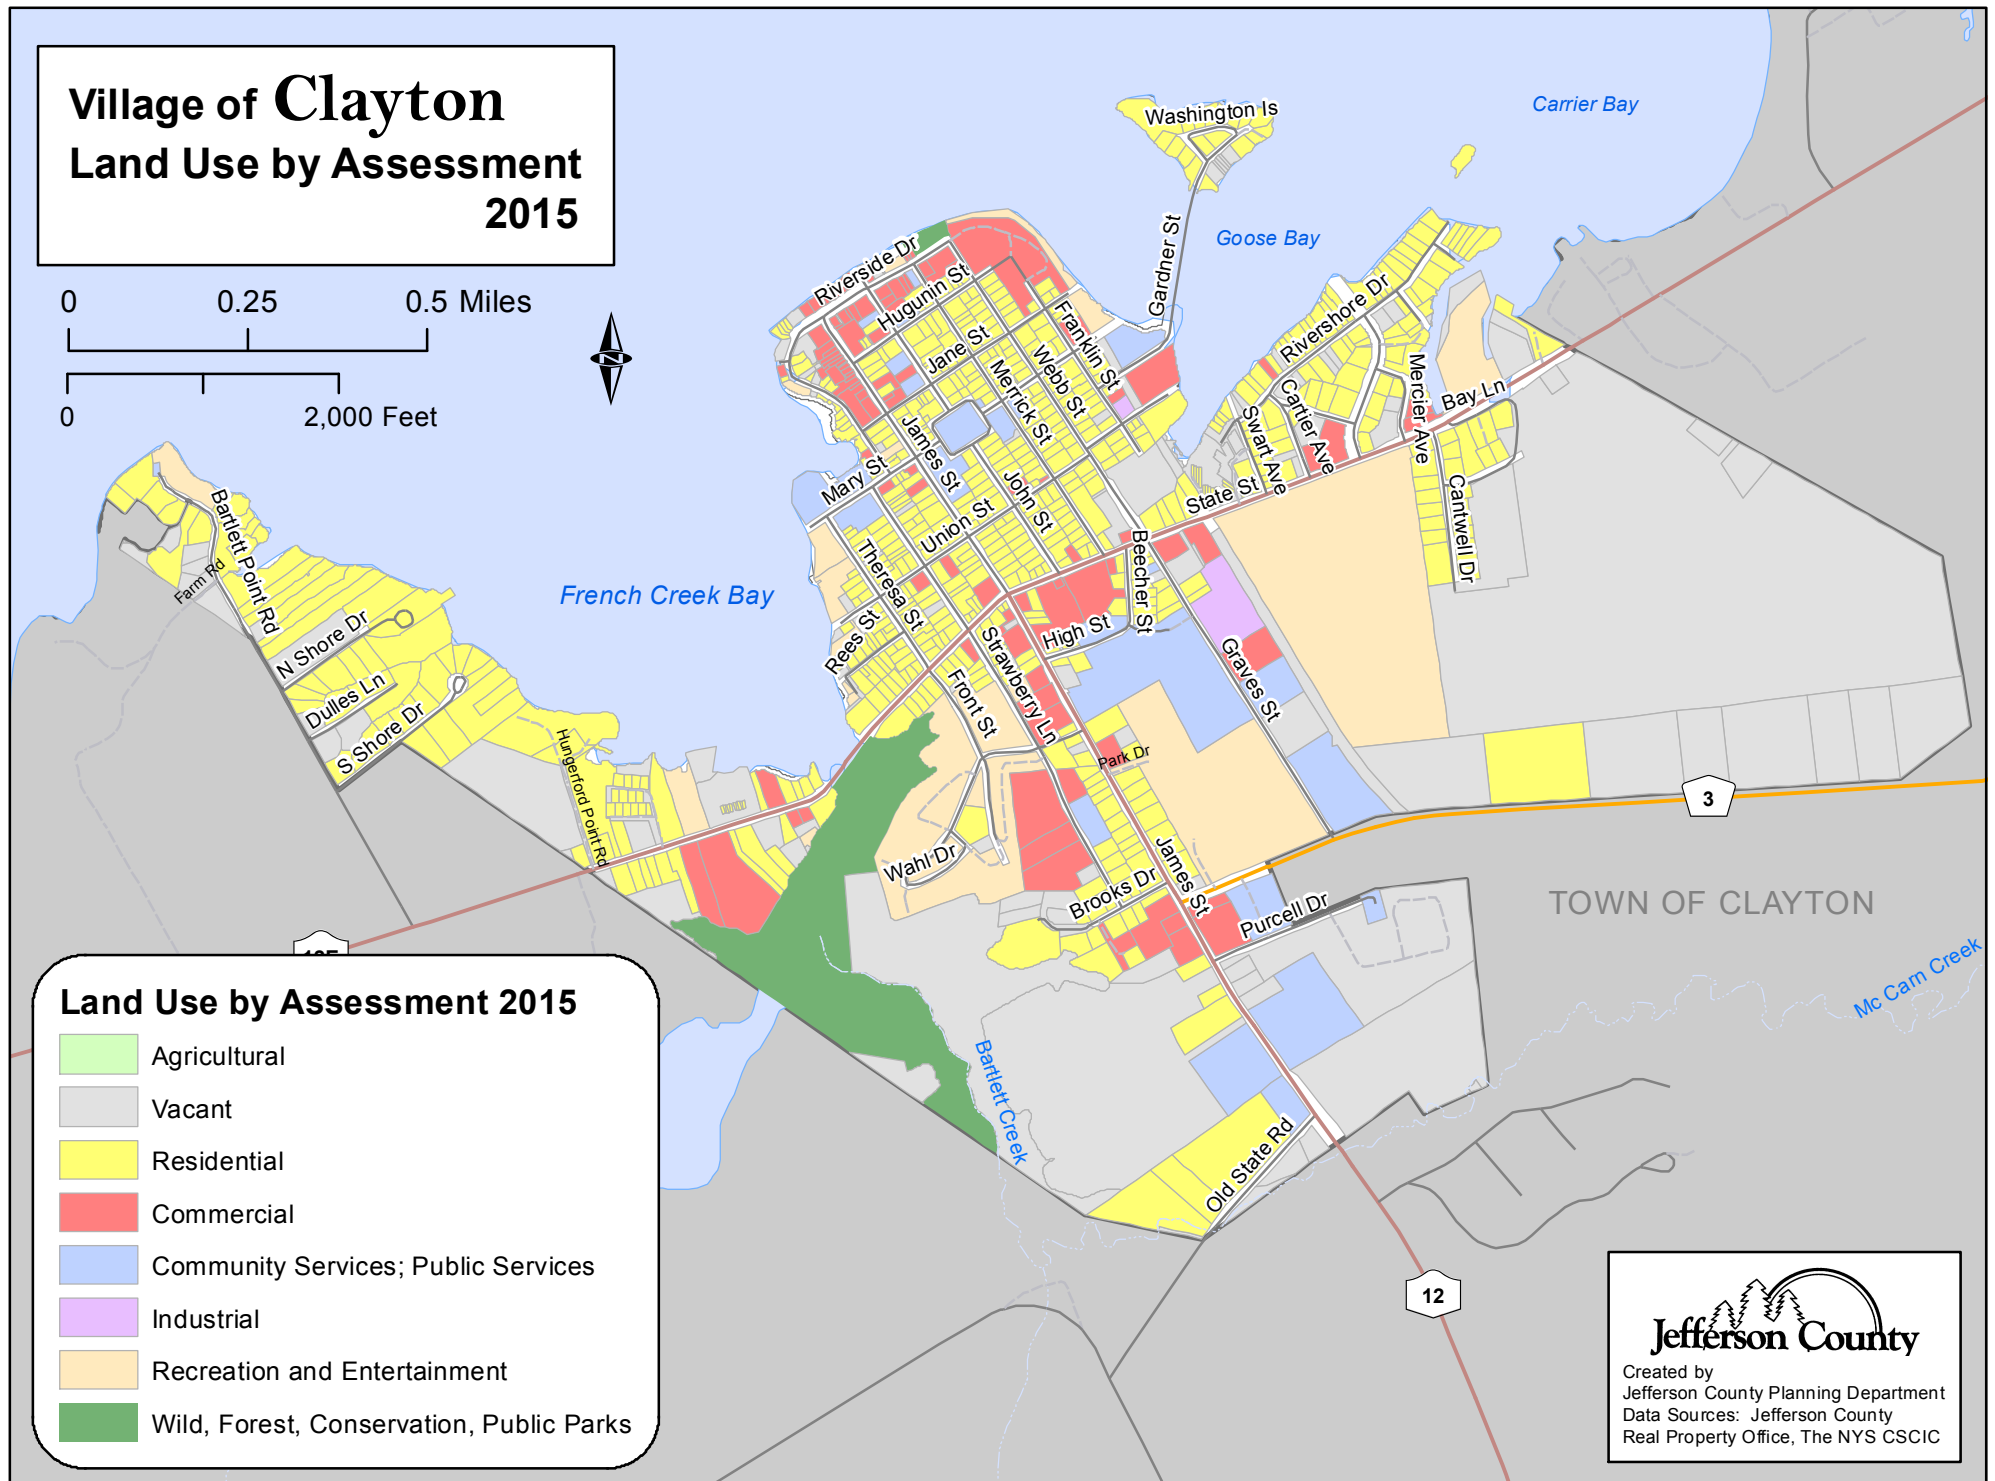 Village of Clayton
Land Use by Assessment
2015
0 0.25 0.5 Miles
0 2,000 Feet
N
Washington Is
Carrier Bay
Goose Bay
Gardner St
Riverside Dr
Hugunin St
Jane St
Franklin St
Webb St
Merrick St
James St
John St
Mary St
Union St
Theresa St
Rees St
Rivershore Dr
Mercier Ave
Bay Ln
Cartier Ave
Swart Ave
State St
Cantwell Dr
Beecher St
High St
Graves St
Strawberry Ln
Front St
Park Dr
French Creek Bay
Bartlett Point Rd
Farm Rd
N Shore Dr
Dulles Ln
S Shore Dr
Hungerford Point Rd
Wahl Dr
Brooks Dr
James St
Purcell Dr
3
TOWN OF CLAYTON
Mc Carn Creek
Bartlett Creek
Old State Rd
12
Land Use by Assessment 2015
Agricultural
Vacant
Residential
Commercial
Community Services; Public Services
Industrial
Recreation and Entertainment
Wild, Forest, Conservation, Public Parks
Jefferson County
Created by
Jefferson County Planning Department
Data Sources: Jefferson County
Real Property Office, The NYS CSCIC